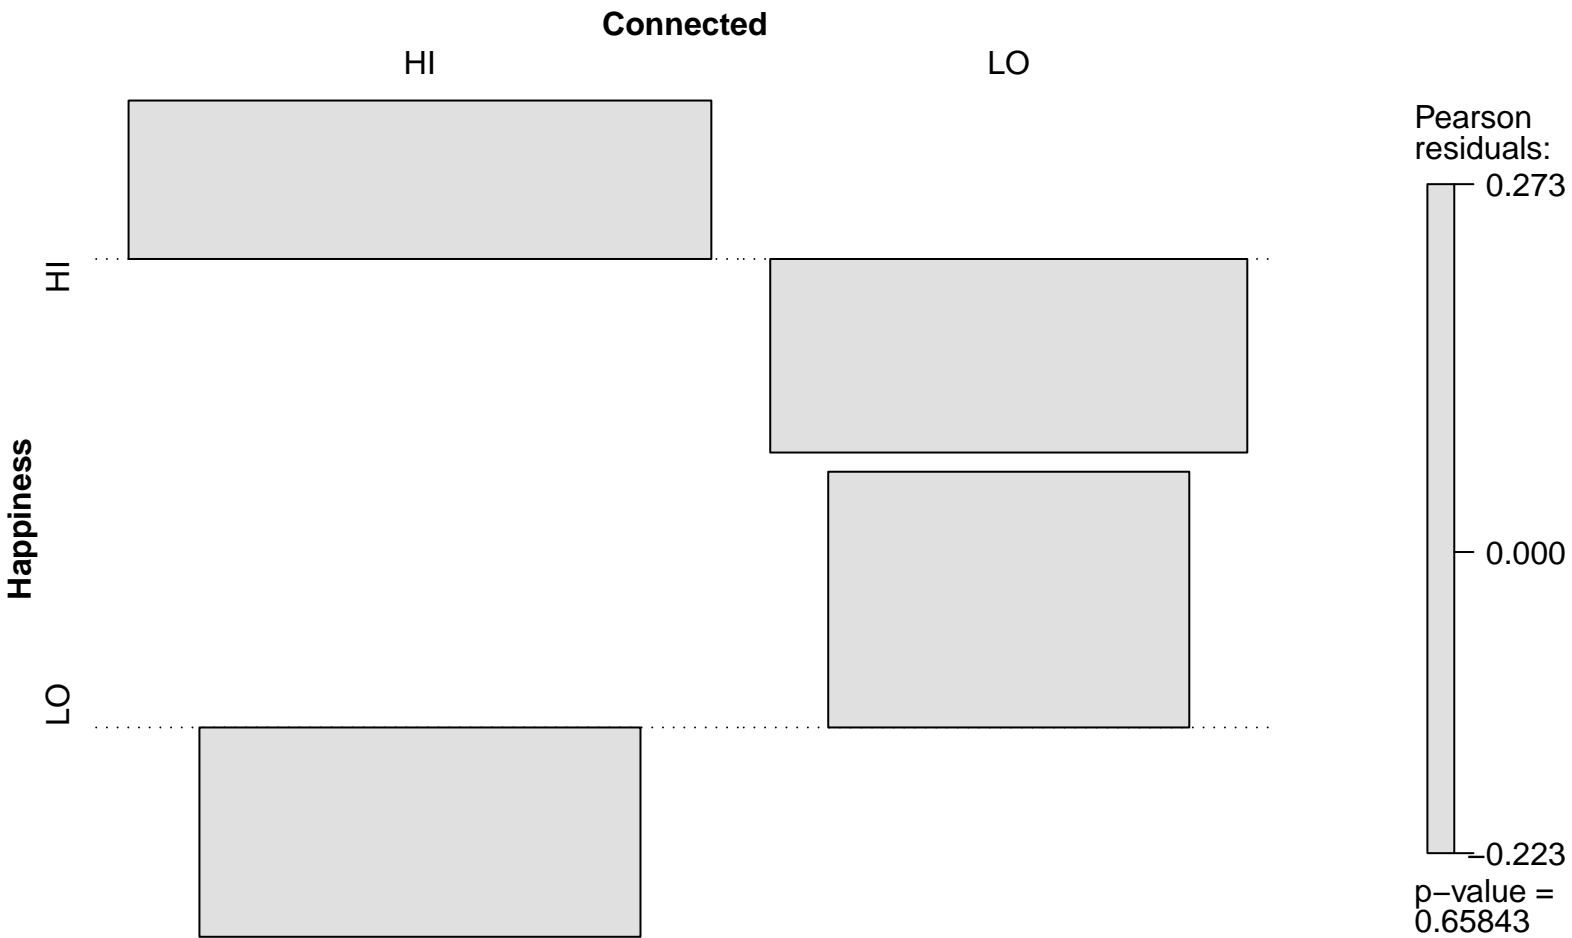 Connected
HI
LO
Pearson
residuals:
0.273
HI
Happiness
0.000
LO
−0.223
p−value =
0.65843